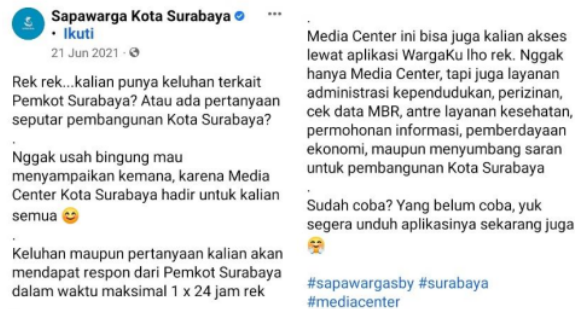 Sapawarga Kota Surabaya
• Ikuti
21 Jun 2021 ·
Rek rek...kalian punya keluhan terkait
Pemkot Surabaya? Atau ada pertanyaan
seputar pembangunan Kota Surabaya?
.
Nggak usah bingung mau
menyampaikan kemana, karena Media
Center Kota Surabaya hadir untuk kalian
semua 😊
.
Keluhan maupun pertanyaan kalian akan
mendapat respon dari Pemkot Surabaya
dalam waktu maksimal 1 x 24 jam rek
.
Media Center ini bisa juga kalian akses
lewat aplikasi WargaKu lho rek. Nggak
hanya Media Center, tapi juga layanan
administrasi kependudukan, perizinan,
cek data MBR, antre layanan kesehatan,
permohonan informasi, pemberdayaan
ekonomi, maupun menyumbang saran
untuk pembangunan Kota Surabaya
.
Sudah coba? Yang belum coba, yuk
segera unduh aplikasinya sekarang juga
🤗
#sapawargasby #surabaya
#mediacenter